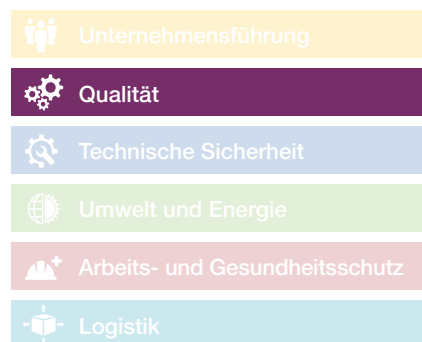 Unternehmensführung
Qualität
Technische Sicherheit
Umwelt und Energie
Arbeits- und Gesundheitsschutz
Logistik